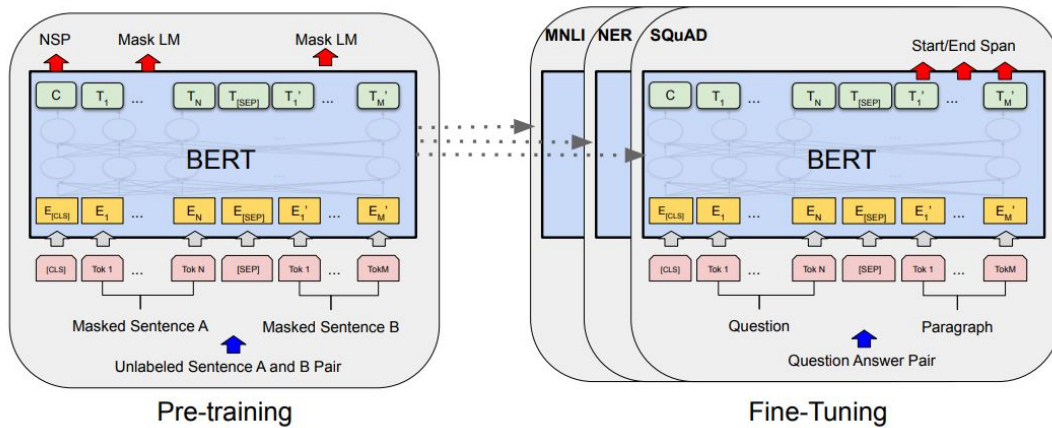 NSP Mask LM Mask LM
C T1 ... TN T[SEP] T1' ... TM'
BERT
E[CLS] E1 ... EN E[SEP] E1' ... EM'
[CLS] Tok 1 ... Tok N [SEP] Tok 1 ... TokM
Masked Sentence A Masked Sentence B
Unlabeled Sentence A and B Pair
Pre-training
MNLI NER SQuAD
Start/End Span
C T1 ... TN T[SEP] T1' ... TM'
BERT
E[CLS] E1 ... EN E[SEP] E1' ... EM'
[CLS] Tok 1 ... Tok N [SEP] Tok 1 ... TokM
Question Paragraph
Question Answer Pair
Fine-Tuning